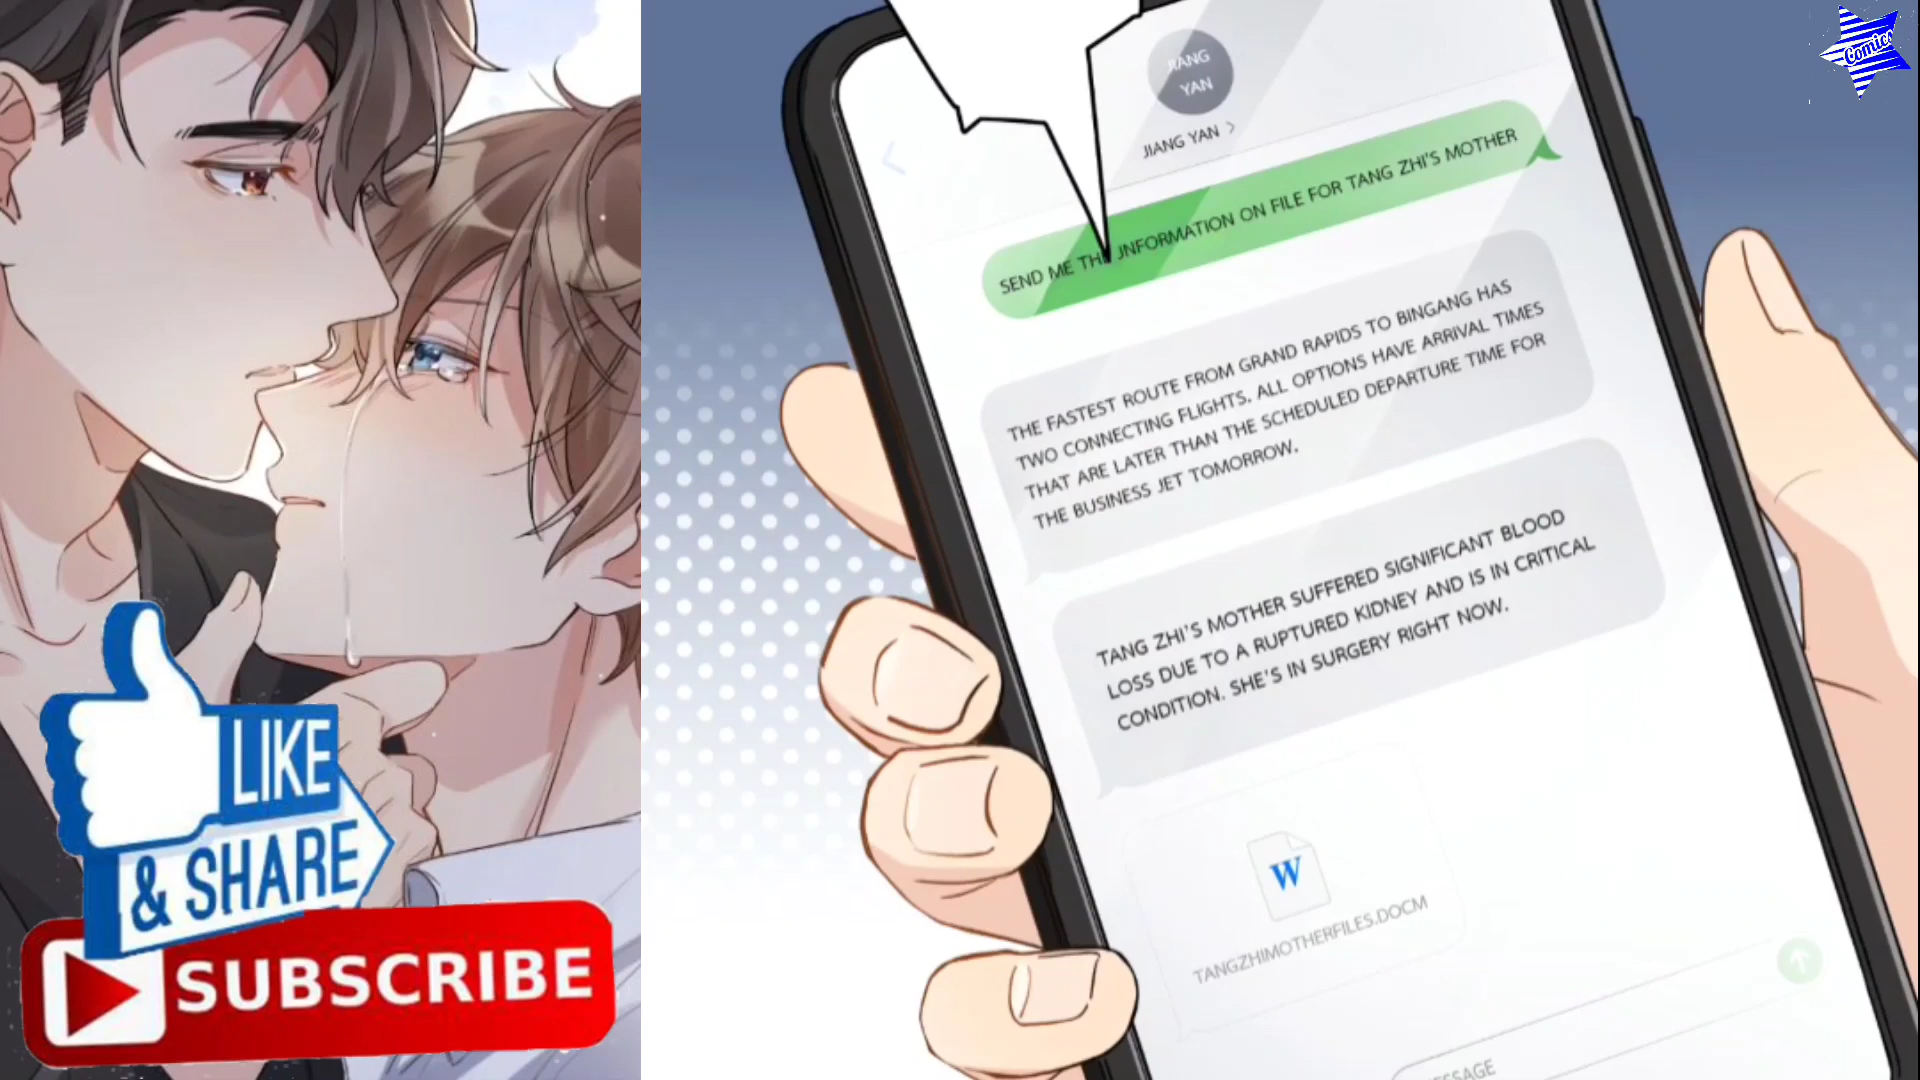 Comics
JIANG
YAN
JIANG YAN >
SEND ME THE INFORMATION ON FILE FOR TANG ZHI'S MOTHER
THE FASTEST ROUTE FROM GRAND RAPIDS TO BINGANG HAS
TWO CONNECTING FLIGHTS. ALL OPTIONS HAVE ARRIVAL TIMES
THAT ARE LATER THAN THE SCHEDULED DEPARTURE TIME FOR
THE BUSINESS JET TOMORROW.
TANG ZHI'S MOTHER SUFFERED SIGNIFICANT BLOOD
LOSS DUE TO A RUPTURED KIDNEY AND IS IN CRITICAL
CONDITION. SHE'S IN SURGERY RIGHT NOW.
W
TANGZHIMOTHERFILES.DOCM
LIKE
& SHARE
SUBSCRIBE